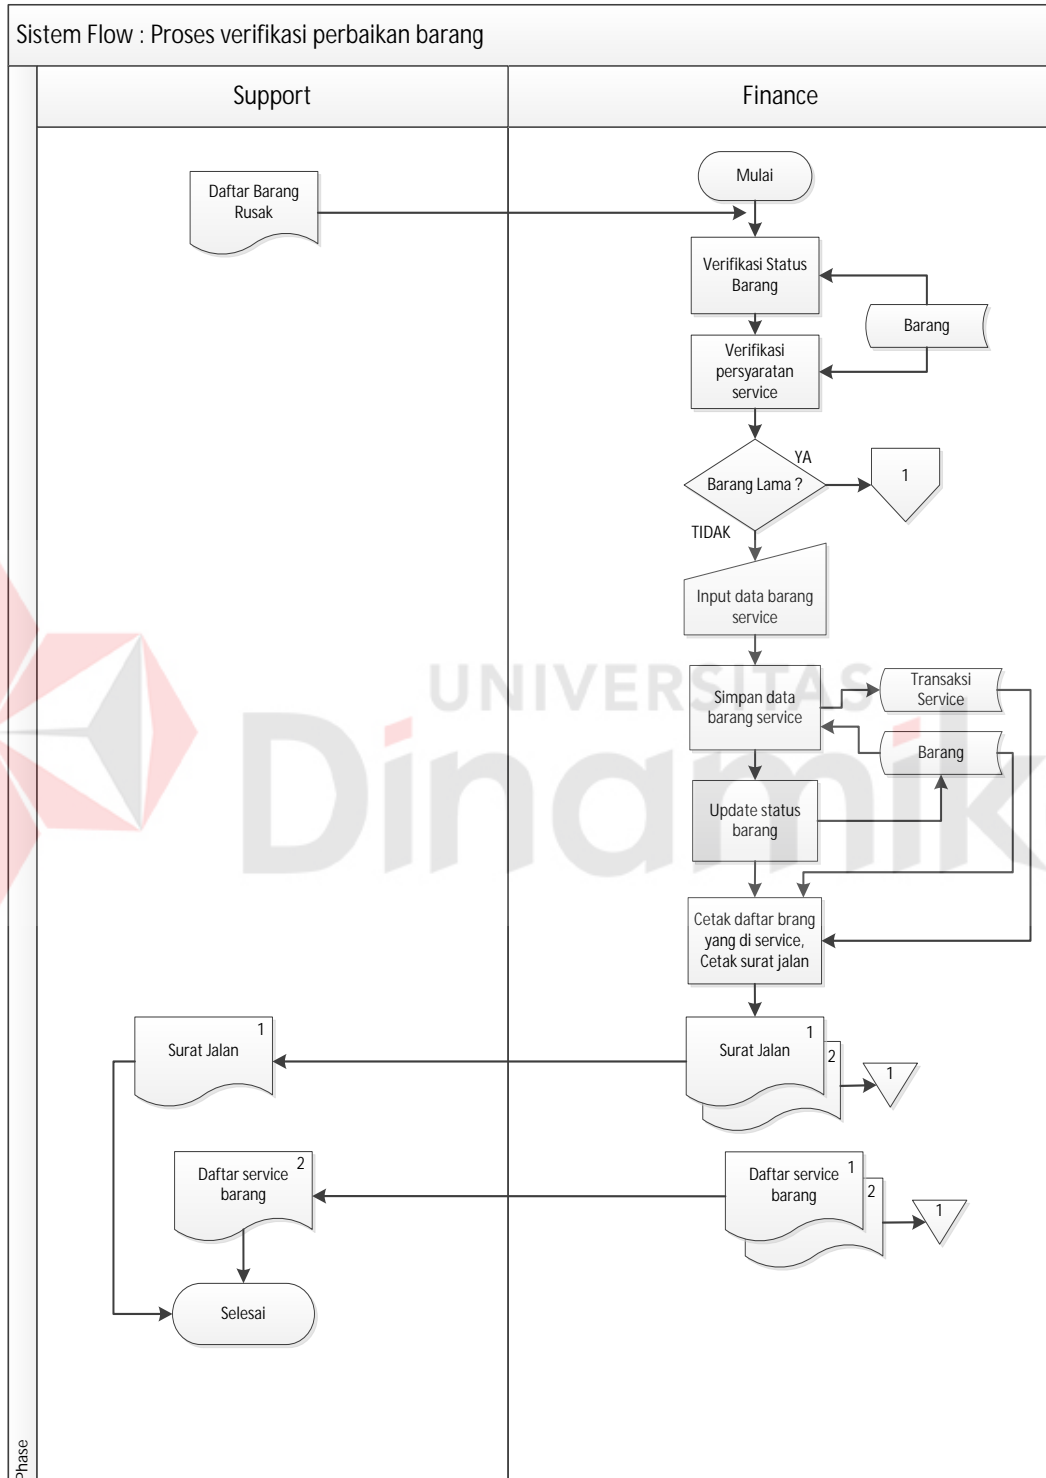 Sistem Flow : Proses verifikasi perbaikan barang
Support
Finance
Mulai
Daftar Barang
Rusak
Verifikasi Status
Barang
Barang
Verifikasi
persyaratan
service
YA
Barang Lama ?
1
TIDAK
Input data barang
service
UNIVERSITAS
Dinamika
Simpan data
barang service
Transaksi
Service
Barang
Update status
barang
Cetak daftar brang
yang di service,
Cetak surat jalan
1
Surat Jalan
1
Surat Jalan
2
1
2
Daftar service
barang
1
Daftar service
barang
2
1
Selesai
Phase